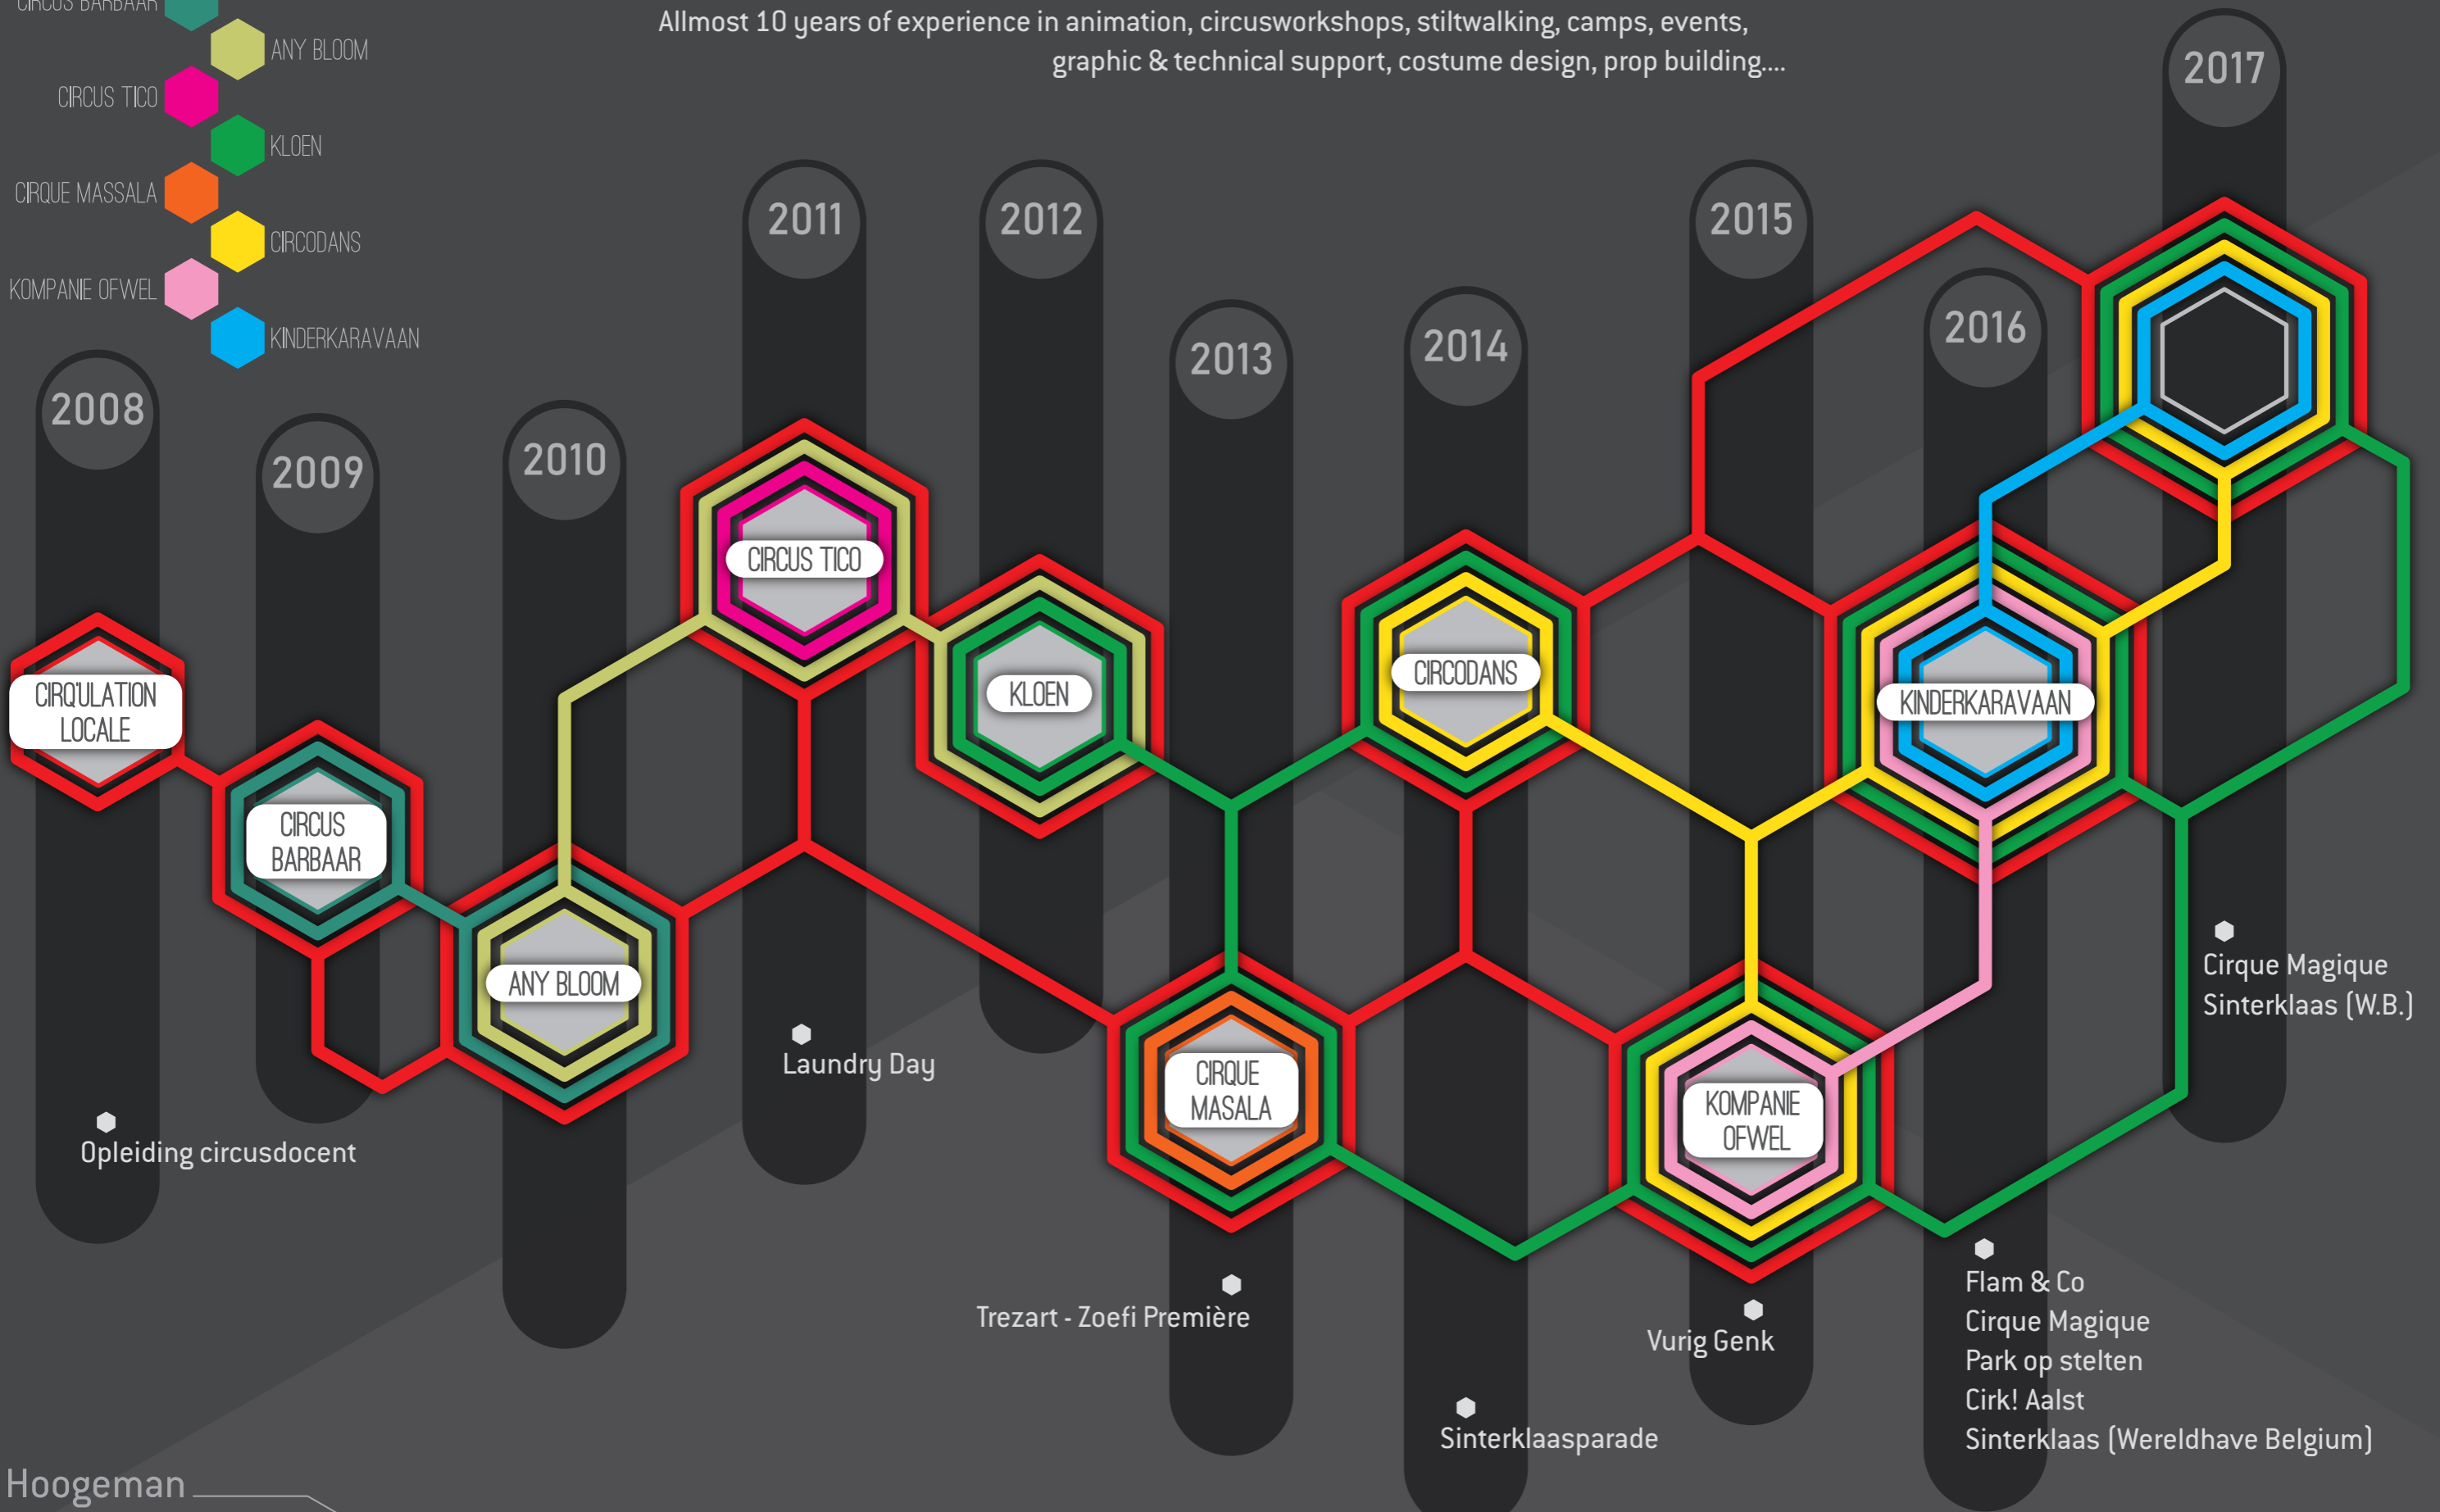 CIRCUS BARBAAR
ANY BLOOM
CIRCUS TICO
KLOEN
CIRQUE MASSALA
CIRCODANS
KOMPANIE OFWEL
KINDERKARAVAAN
Allmost 10 years of experience in animation, circusworkshops, stiltwalking, camps, events,
graphic & technical support, costume design, prop building....
2008
2009
2010
2011
2012
2013
2014
2015
2016
2017
CIRQ'ULATION
LOCALE
CIRCUS
BARBAAR
ANY BLOOM
CIRCUS TICO
KLOEN
CIRQUE
MASALA
CIRCODANS
KOMPANIE
OFWEL
KINDERKARAVAAN
Opleiding circusdocent
Laundry Day
Trezart - Zoefi Première
Sinterklaasparade
Vurig Genk
Flam & Co
Cirque Magique
Park op stelten
Cirk! Aalst
Sinterklaas (Wereldhave Belgium)
Cirque Magique
Sinterklaas (W.B.)
Hoogeman